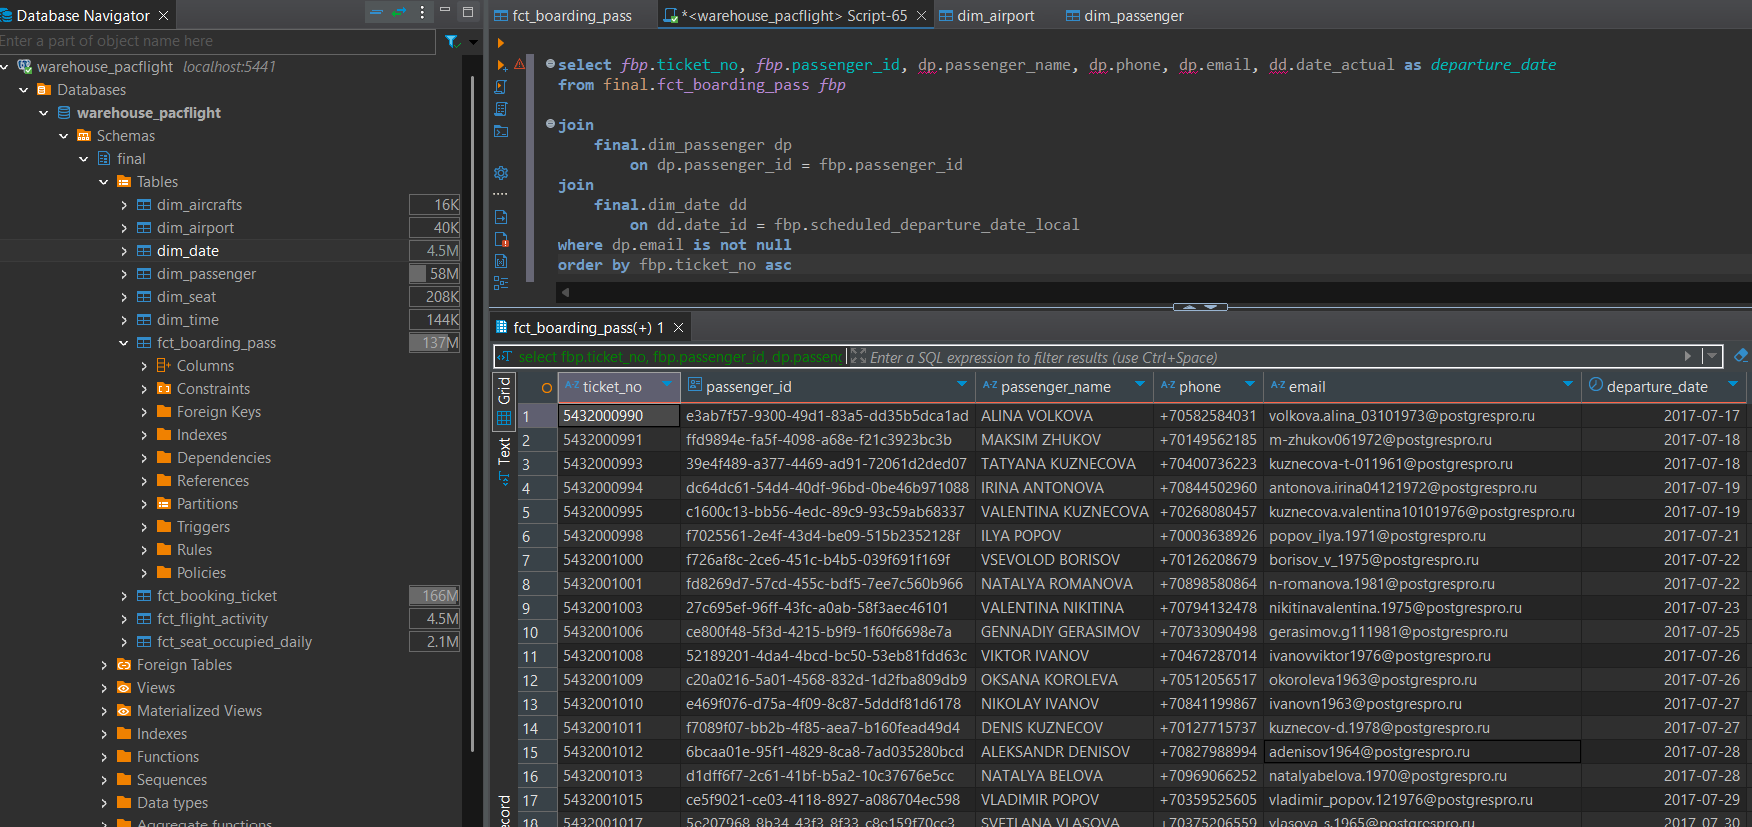 Database Navigator
Enter a part of object name here
warehouse_pacflight localhost:5441
Databases
warehouse_pacflight
Schemas
final
Tables
dim_aircrafts 16K
dim_airport 40K
dim_date 4.5M
dim_passenger 58M
dim_seat 208K
dim_time 144K
fct_boarding_pass 137M
Columns
Constraints
Foreign Keys
Indexes
Dependencies
References
Partitions
Triggers
Rules
Policies
fct_booking_ticket 166M
fct_flight_activity 4.5M
fct_seat_occupied_daily 2.1M
Foreign Tables
Views
Materialized Views
Indexes
Functions
Sequences
Data types
Aggregate functions
fct_boarding_pass *<warehouse_pacflight> Script-65 dim_airport dim_passenger
select fbp.ticket_no, fbp.passenger_id, dp.passenger_name, dp.phone, dp.email, dd.date_actual as departure_date
from final.fct_boarding_pass fbp
join
final.dim_passenger dp
on dp.passenger_id = fbp.passenger_id
join
final.dim_date dd
on dd.date_id = fbp.scheduled_departure_date_local
where dp.email is not null
order by fbp.ticket_no asc
fct_boarding_pass(+) 1
select fbp.ticket_no, fbp.passenger_id, dp.passeng Enter a SQL expression to filter results (use Ctrl+Space)
Grid
Text
ecord
ticket_no passenger_id passenger_name phone email departure_date
1 5432000990 e3ab7f57-9300-49d1-83a5-dd35b5dca1ad ALINA VOLKOVA +70582584031 volkova.alina_03101973@postgrespro.ru 2017-07-17
2 5432000991 ffd9894e-fa5f-4098-a68e-f21c3923bc3b MAKSIM ZHUKOV +70149562185 m-zhukov061972@postgrespro.ru 2017-07-18
3 5432000993 39e4f489-a377-4469-ad91-72061d2ded07 TATYANA KUZNECOVA +70400736223 kuznecova-t-011961@postgrespro.ru 2017-07-18
4 5432000994 dc64dc61-54d4-40df-96bd-0be46b971088 IRINA ANTONOVA +70844502960 antonova.irina04121972@postgrespro.ru 2017-07-19
5 5432000995 c1600c13-bb56-4edc-89c9-93c59ab68337 VALENTINA KUZNECOVA +70268080457 kuznecova.valentina10101976@postgrespro.ru 2017-07-19
6 5432000998 f7025561-2e4f-43d4-be09-515b2352128f ILYA POPOV +70003638926 popov_ilya.1971@postgrespro.ru 2017-07-21
7 5432001000 f726af8c-2ce6-451c-b4b5-039f691f169f VSEVOLOD BORISOV +70126208679 borisov_v_1975@postgrespro.ru 2017-07-22
8 5432001001 fd8269d7-57cd-455c-bdf5-7ee7c560b966 NATALYA ROMANOVA +70898580864 n-romanova.1981@postgrespro.ru 2017-07-22
9 5432001003 27c695ef-96ff-43fc-a0ab-58f3aec46101 VALENTINA NIKITINA +70794132478 nikitinavalentina.1975@postgrespro.ru 2017-07-23
10 5432001006 ce800f48-5f3d-4215-b9f9-1f60f6698e7a GENNADIY GERASIMOV +70733090498 gerasimov.g111981@postgrespro.ru 2017-07-25
11 5432001008 52189201-4da4-4bcd-bc50-53eb81fdd63c VIKTOR IVANOV +70467287014 ivanovviktor1976@postgrespro.ru 2017-07-26
12 5432001009 c20a0216-5a01-4568-832d-1d2fba809db9 OKSANA KOROLEVA +70512056517 okoroleva1963@postgrespro.ru 2017-07-26
13 5432001010 e469f076-d75a-4f09-8c87-5dddf81d6178 NIKOLAY IVANOV +70841199867 ivanovn1963@postgrespro.ru 2017-07-27
14 5432001011 f7089f07-bb2b-4f85-aea7-b160fead49d4 DENIS KUZNECOV +70127715737 kuznecov-d.1978@postgrespro.ru 2017-07-27
15 5432001012 6bcaa01e-95f1-4829-8ca8-7ad035280bcd ALEKSANDR DENISOV +70827988994 adenisov1964@postgrespro.ru 2017-07-28
16 5432001013 d1dff6f7-2c61-41bf-b5a2-10c37676e5cc NATALYA BELOVA +70969066252 natalyabelova.1970@postgrespro.ru 2017-07-28
17 5432001015 ce5f9021-ce03-4118-8927-a086704ec598 VLADIMIR POPOV +70359525605 vladimir_popov.121976@postgrespro.ru 2017-07-29
18 5432001017 5c207968-8b34-43f3-8f33-c8c159f70cc3 SVETLANA VLASOVA +70375206559 vlasova_s.1965@postgrespro.ru 2017-07-30